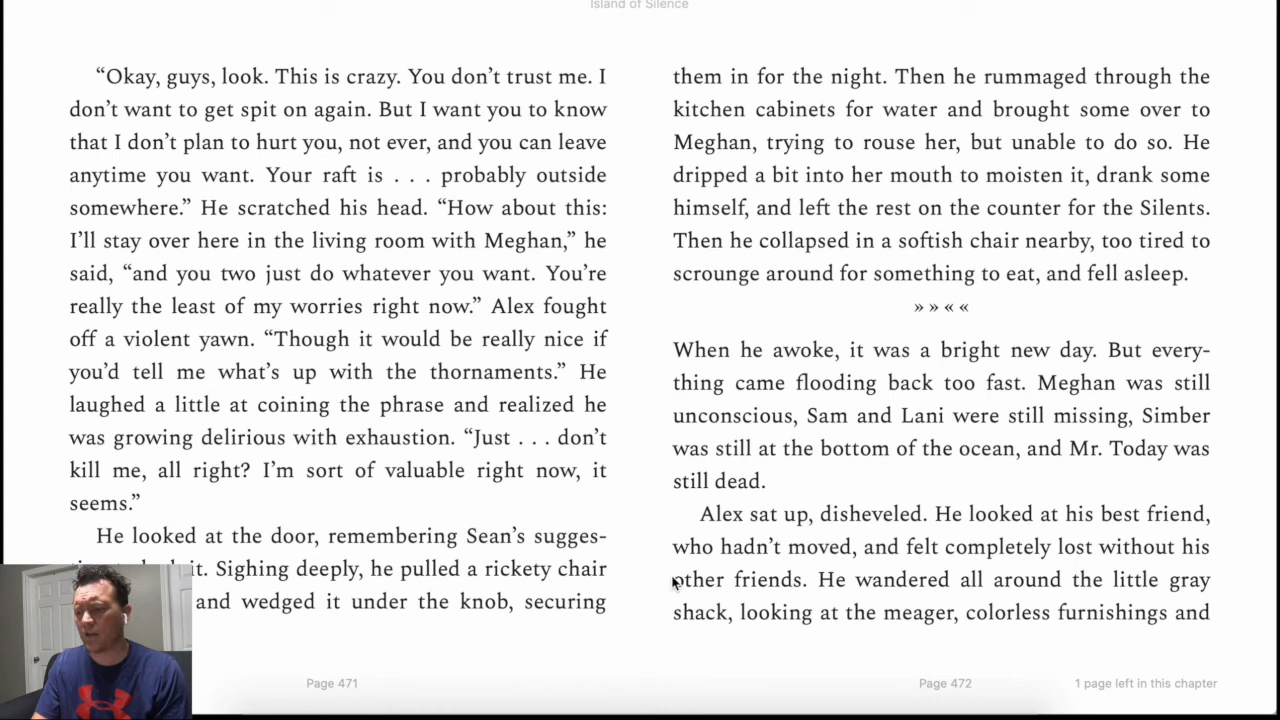 Island of Silence
“Okay, guys, look. This is crazy. You don’t trust me. I
don’t want to get spit on again. But I want you to know
that I don’t plan to hurt you, not ever, and you can leave
anytime you want. Your raft is . . . probably outside
somewhere.” He scratched his head. “How about this:
I’ll stay over here in the living room with Meghan,” he
said, “and you two just do whatever you want. You’re
really the least of my worries right now.” Alex fought
off a violent yawn. “Though it would be really nice if
you’d tell me what’s up with the thornaments.” He
laughed a little at coining the phrase and realized he
was growing delirious with exhaustion. “Just . . . don’t
kill me, all right? I’m sort of valuable right now, it
seems.”
He looked at the door, remembering Sean’s sugges-
it. Sighing deeply, he pulled a rickety chair
and wedged it under the knob, securing
Page 471
them in for the night. Then he rummaged through the
kitchen cabinets for water and brought some over to
Meghan, trying to rouse her, but unable to do so. He
dripped a bit into her mouth to moisten it, drank some
himself, and left the rest on the counter for the Silents.
Then he collapsed in a softish chair nearby, too tired to
scrounge around for something to eat, and fell asleep.
» » « «
When he awoke, it was a bright new day. But every-
thing came flooding back too fast. Meghan was still
unconscious, Sam and Lani were still missing, Simber
was still at the bottom of the ocean, and Mr. Today was
still dead.
Alex sat up, disheveled. He looked at his best friend,
who hadn’t moved, and felt completely lost without his
other friends. He wandered all around the little gray
shack, looking at the meager, colorless furnishings and
Page 472
1 page left in this chapter